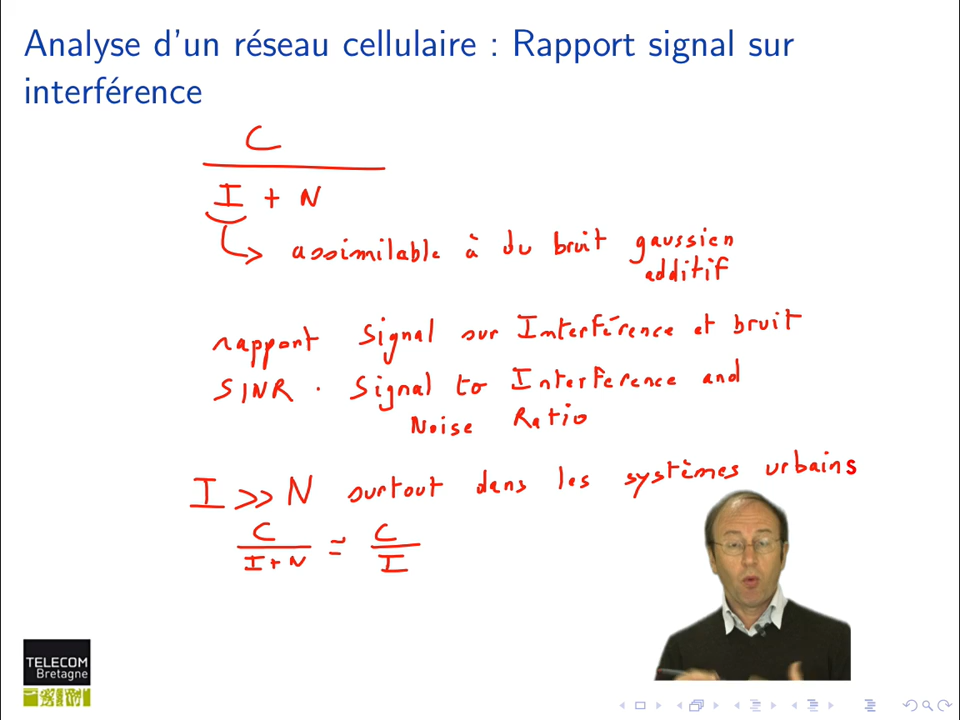 Analyse d'un réseau cellulaire : Rapport signal sur
interférence
C
I + N
assimilable à du bruit gaussien
additif
rapport Signal sur Interférence et bruit
SINR . Signal to Interference and
Noise Ratio
I >> N surtout dans les systèmes urbains
C/I+N ≃ C/I
TELECOM
Bretagne